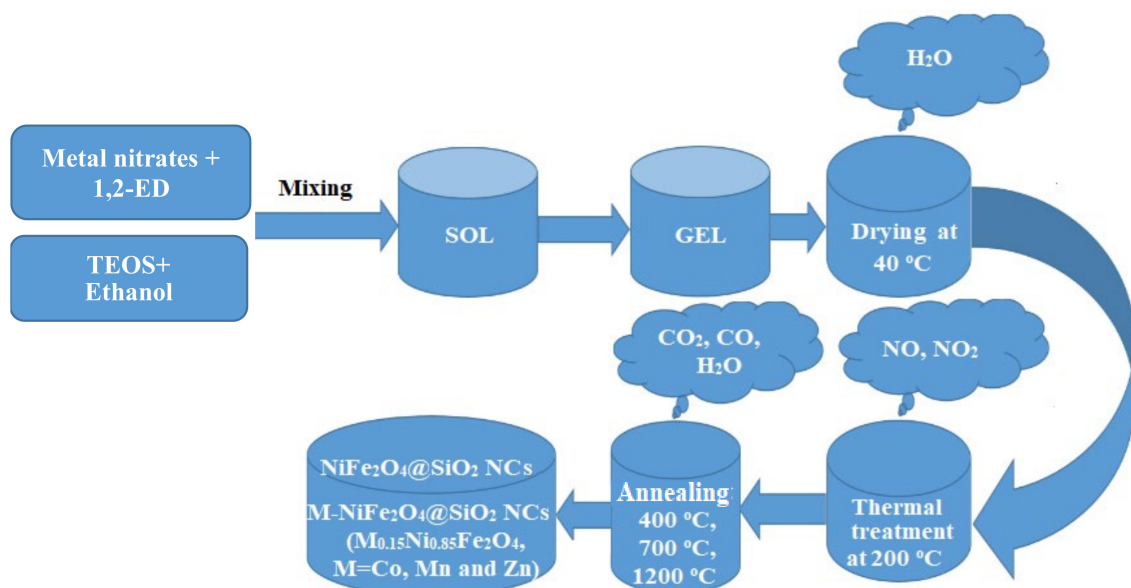 Metal nitrates +
1,2-ED
TEOS+
Ethanol
Mixing
SOL
GEL
H₂O
Drying at
40 ºC
NO, NO₂
Thermal
treatment
at 200 ºC
CO₂, CO,
H₂O
Annealing:
400 ºC,
700 ºC,
1200 ºC
NiFe₂O₄@SiO₂ NCs
M-NiFe₂O₄@SiO₂ NCs
(M₀.₁₅Ni₀.₈₅Fe₂O₄,
M=Co, Mn and Zn)